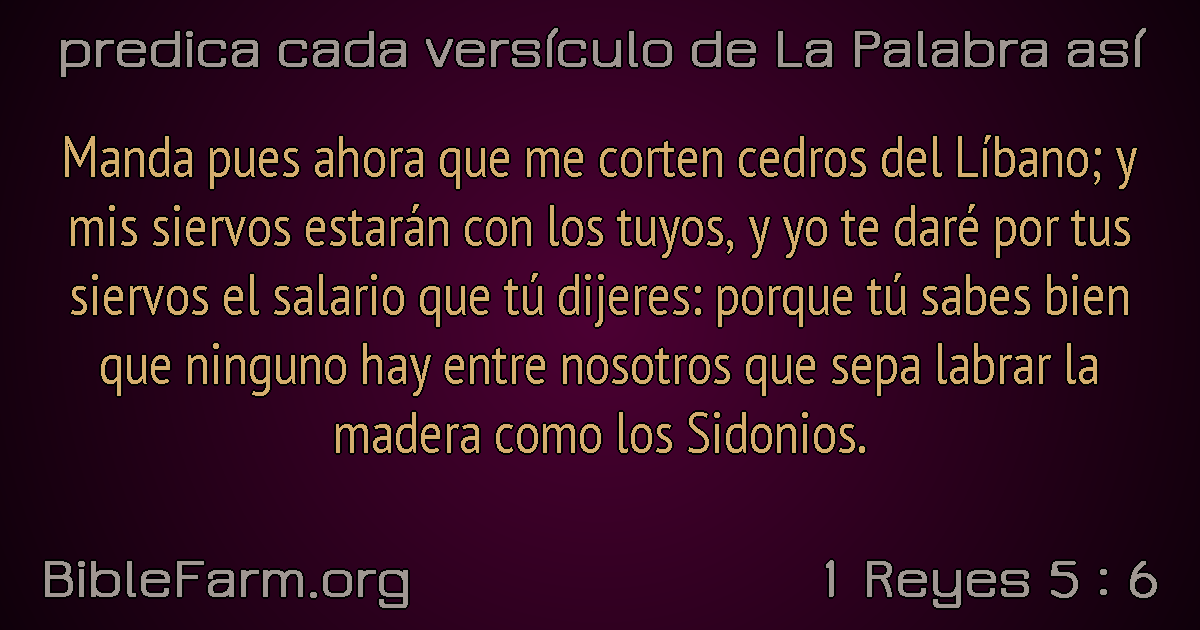 predica cada versículo de La Palabra así
Manda pues ahora que me corten cedros del Líbano; y
mis siervos estarán con los tuyos, y yo te daré por tus
siervos el salario que tú dijeres: porque tú sabes bien
que ninguno hay entre nosotros que sepa labrar la
madera como los Sidonios.
BibleFarm.org
1 Reyes 5 : 6